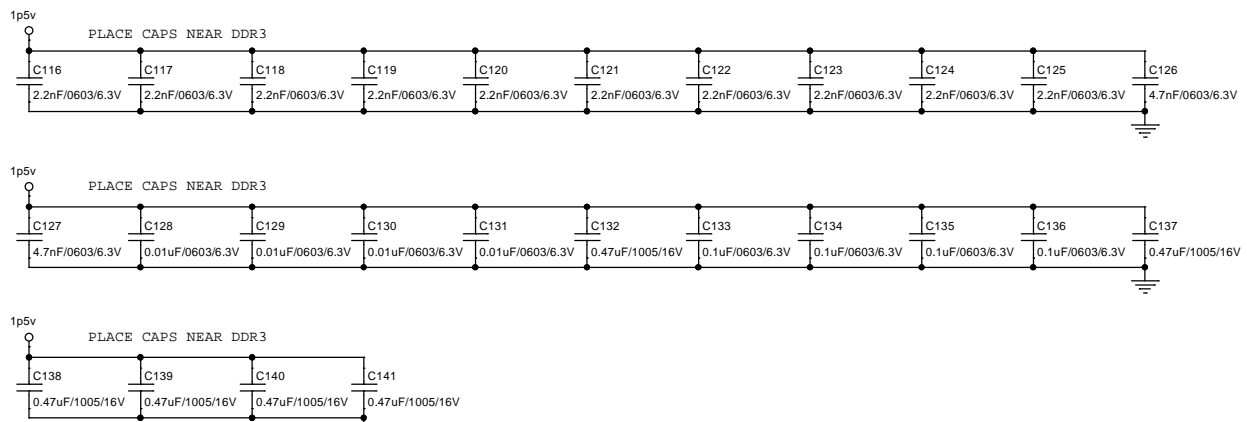 1p5v
PLACE CAPS NEAR DDR3
C116 C117 C118 C119 C120 C121 C122 C123 C124 C125 C126
2.2nF/0603/6.3V 2.2nF/0603/6.3V 2.2nF/0603/6.3V 2.2nF/0603/6.3V 2.2nF/0603/6.3V 2.2nF/0603/6.3V 2.2nF/0603/6.3V 2.2nF/0603/6.3V 2.2nF/0603/6.3V 2.2nF/0603/6.3V 4.7nF/0603/6.3V
1p5v
PLACE CAPS NEAR DDR3
C127 C128 C129 C130 C131 C132 C133 C134 C135 C136 C137
4.7nF/0603/6.3V 0.01uF/0603/6.3V 0.01uF/0603/6.3V 0.01uF/0603/6.3V 0.01uF/0603/6.3V 0.47uF/1005/16V 0.1uF/0603/6.3V 0.1uF/0603/6.3V 0.1uF/0603/6.3V 0.1uF/0603/6.3V 0.47uF/1005/16V
1p5v
PLACE CAPS NEAR DDR3
C138 C139 C140 C141
0.47uF/1005/16V 0.47uF/1005/16V 0.47uF/1005/16V 0.47uF/1005/16V